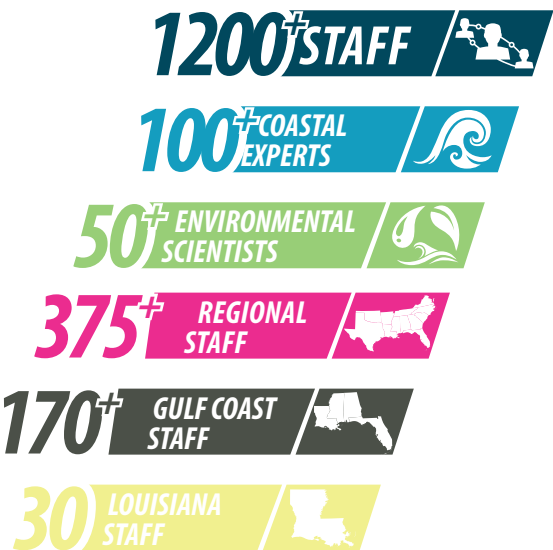 1200+ STAFF
100+ COASTAL
EXPERTS
50+ ENVIRONMENTAL
SCIENTISTS
375+ REGIONAL
STAFF
170+ GULF COAST
STAFF
30 LOUISIANA
STAFF